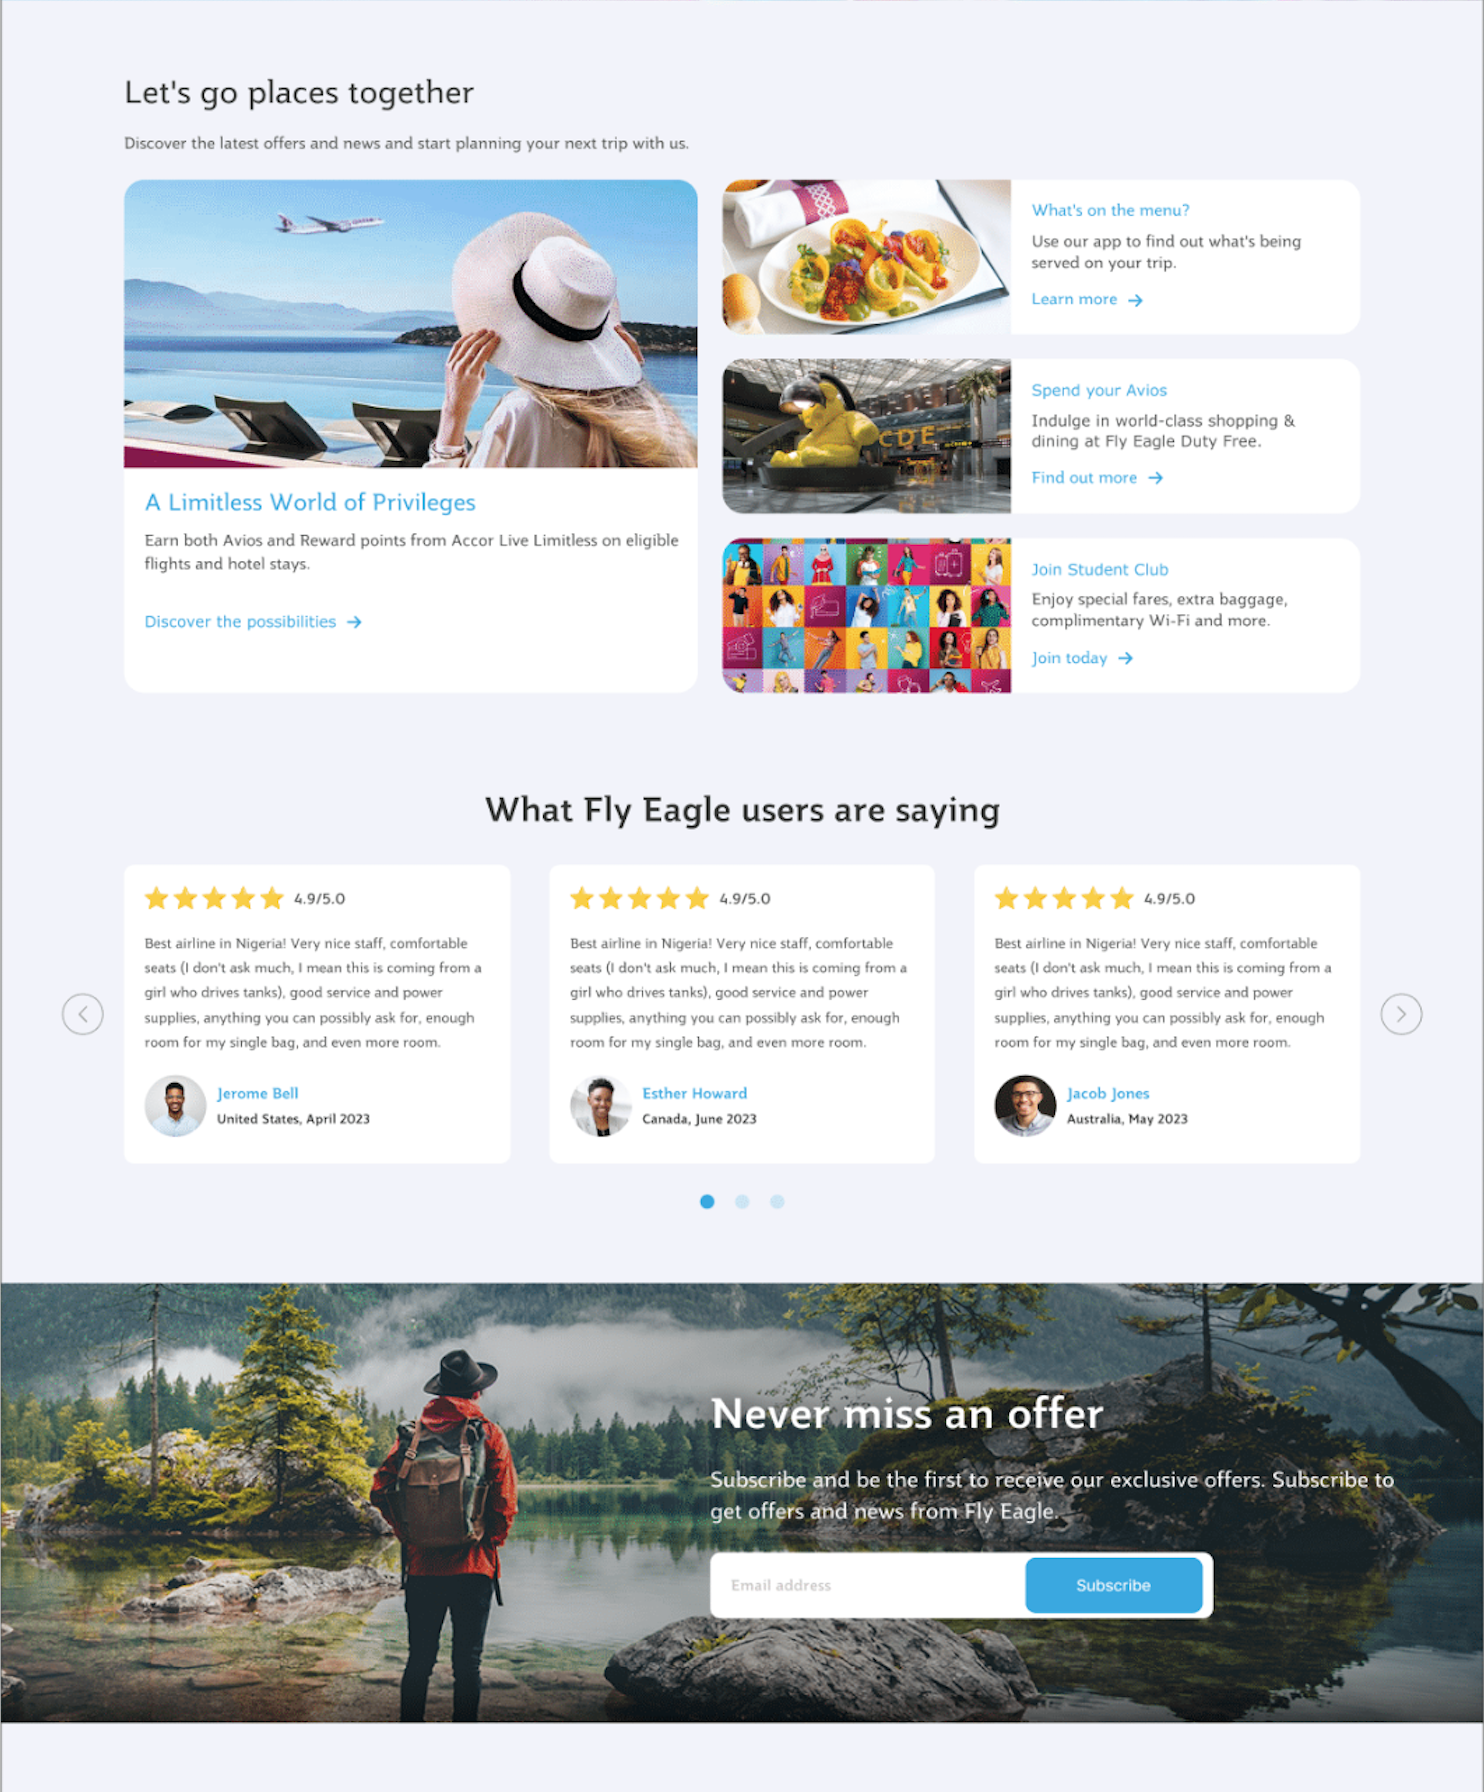 Let's go places together
Discover the latest offers and news and start planning your next trip with us.
QATAR
A Limitless World of Privileges
Earn both Avios and Reward points from Accor Live Limitless on eligible
flights and hotel stays.
Discover the possibilities →
What's on the menu?
Use our app to find out what's being
served on your trip.
Learn more →
CDE
Spend your Avios
Indulge in world-class shopping &
dining at Fly Eagle Duty Free.
Find out more →
Join Student Club
Enjoy special fares, extra baggage,
complimentary Wi-Fi and more.
Join today →
What Fly Eagle users are saying
4.9/5.0
Best airline in Nigeria! Very nice staff, comfortable
seats (I don't ask much, I mean this is coming from a
girl who drives tanks), good service and power
supplies, anything you can possibly ask for, enough
room for my single bag, and even more room.
Jerome Bell
United States, April 2023
4.9/5.0
Best airline in Nigeria! Very nice staff, comfortable
seats (I don't ask much, I mean this is coming from a
girl who drives tanks), good service and power
supplies, anything you can possibly ask for, enough
room for my single bag, and even more room.
Esther Howard
Canada, June 2023
4.9/5.0
Best airline in Nigeria! Very nice staff, comfortable
seats (I don't ask much, I mean this is coming from a
girl who drives tanks), good service and power
supplies, anything you can possibly ask for, enough
room for my single bag, and even more room.
Jacob Jones
Australia, May 2023
Never miss an offer
Subscribe and be the first to receive our exclusive offers. Subscribe to
get offers and news from Fly Eagle.
Email address
Subscribe